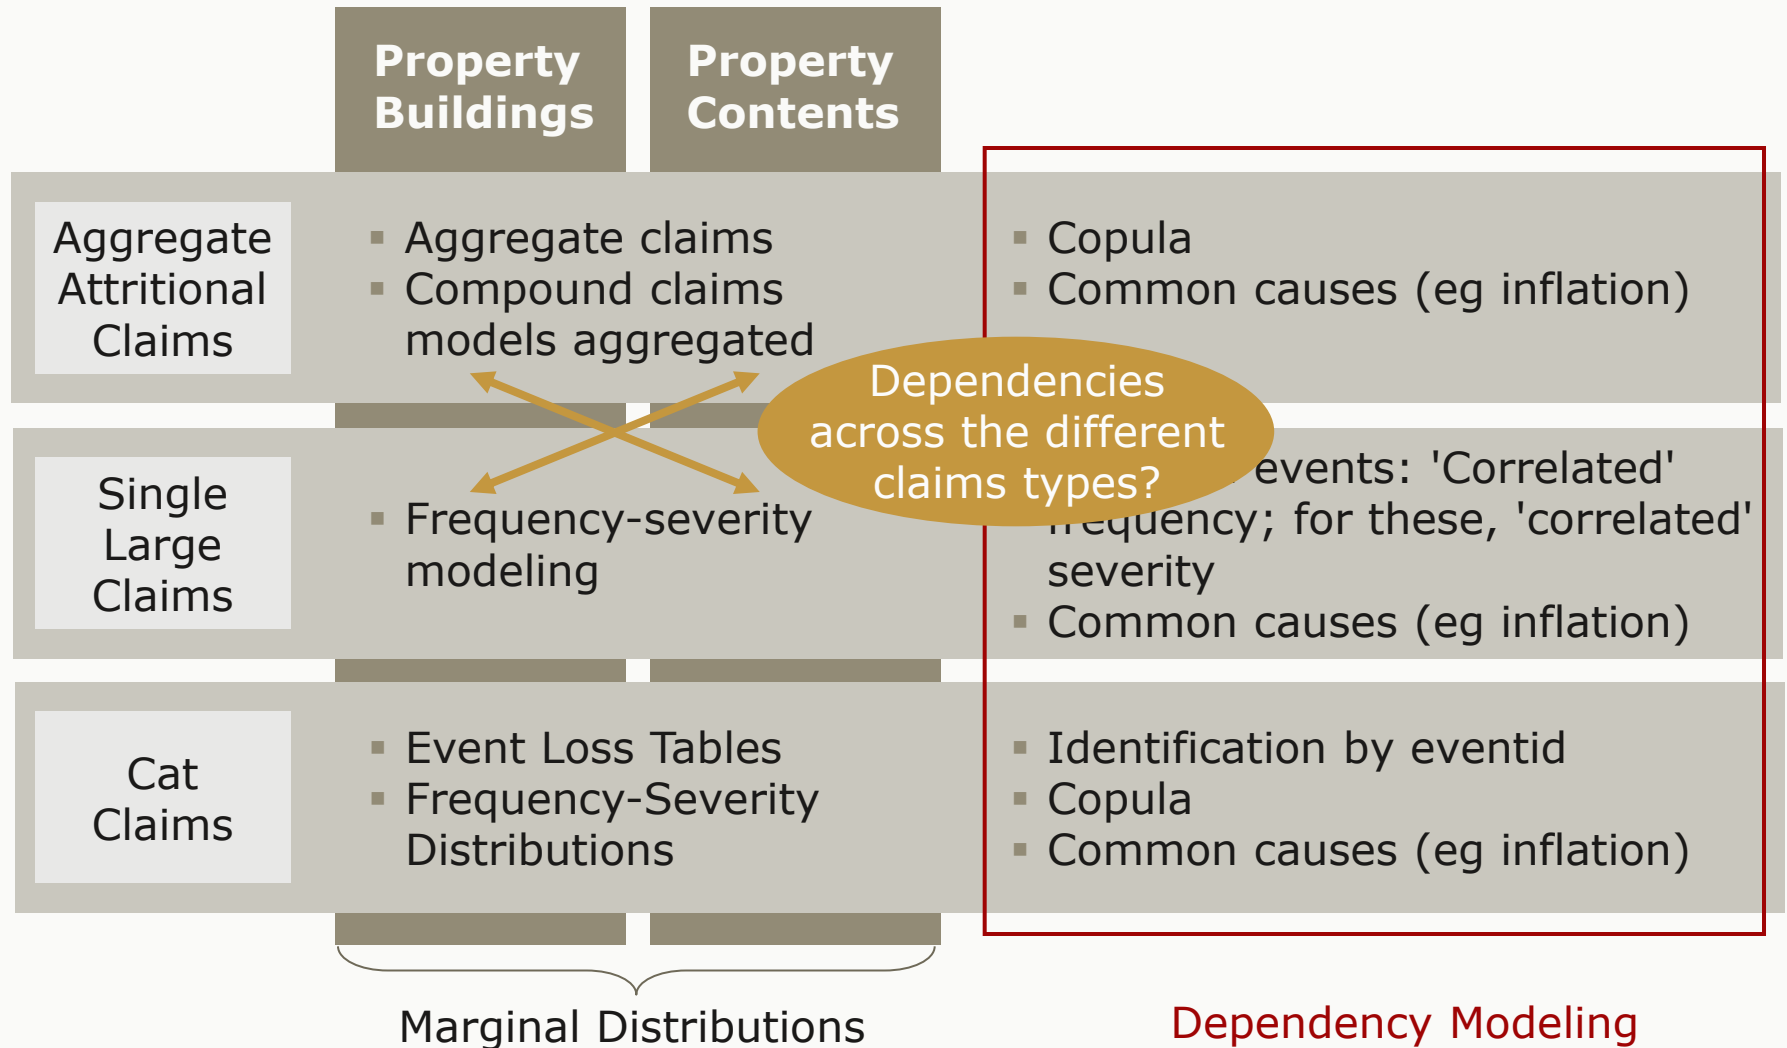 Property
Buildings
Property
Contents
Aggregate
Attritional
Claims
▪ Aggregate claims
▪ Compound claims
models aggregated
▪ Copula
▪ Common causes (eg inflation)
Dependencies
across the different
claims types?
Single
Large
Claims
▪ Frequency-severity
modeling
events: 'Correlated'
frequency; for these, 'correlated'
severity
▪ Common causes (eg inflation)
Cat
Claims
▪ Event Loss Tables
▪ Frequency-Severity
Distributions
▪ Identification by eventid
▪ Copula
▪ Common causes (eg inflation)
Marginal Distributions
Dependency Modeling